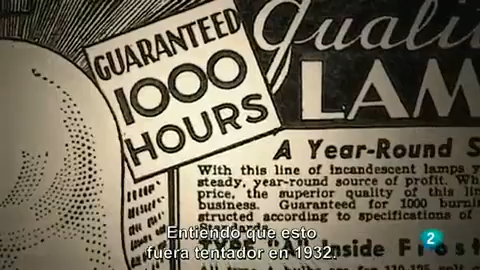 GUARANTEED
1000
HOURS
Quali
LAM
A Year-Round S
With this line of incandescent lamps y
steady, year-round source of profit. Wh
price, the superior quality of this lin
business. Guaranteed for 1000 burni
structed according to specifications of
Entiendo que esto
fuera tentador en 1932.
nside Frost
2